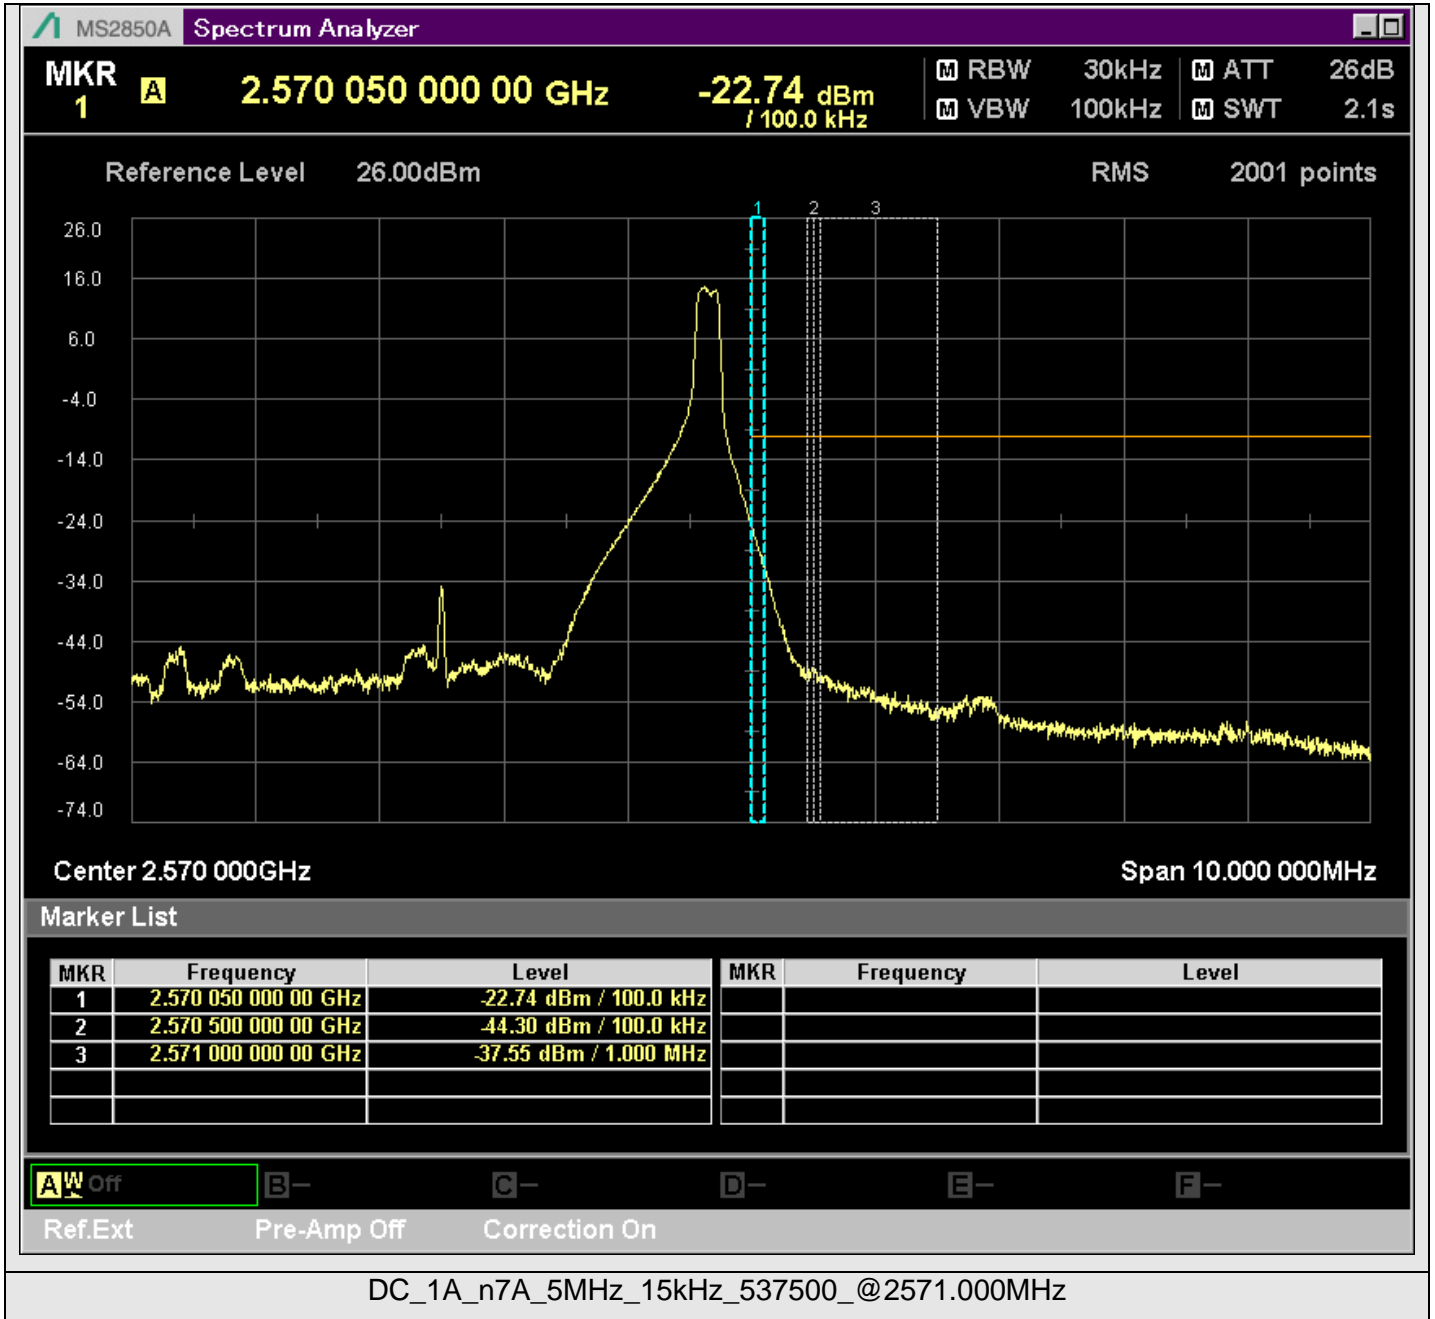 MS2850A Spectrum Analyzer
MKR 1 A 2.570 050 000 00 GHz -22.74 dBm / 100.0 kHz
M RBW 30kHz M ATT 26dB
M VBW 100kHz M SWT 2.1s
Reference Level 26.00dBm RMS 2001 points
1 2 3
26.0
16.0
6.0
-4.0
-14.0
-24.0
-34.0
-44.0
-54.0
-64.0
-74.0
Center 2.570 000GHz Span 10.000 000MHz
Marker List
MKR Frequency Level MKR Frequency Level
1 2.570 050 000 00 GHz -22.74 dBm / 100.0 kHz
2 2.570 500 000 00 GHz -44.30 dBm / 100.0 kHz
3 2.571 000 000 00 GHz -37.55 dBm / 1.000 MHz
A W Off B- C- D- E- F-
Ref.Ext Pre-Amp Off Correction On
DC_1A_n7A_5MHz_15kHz_537500_@2571.000MHz